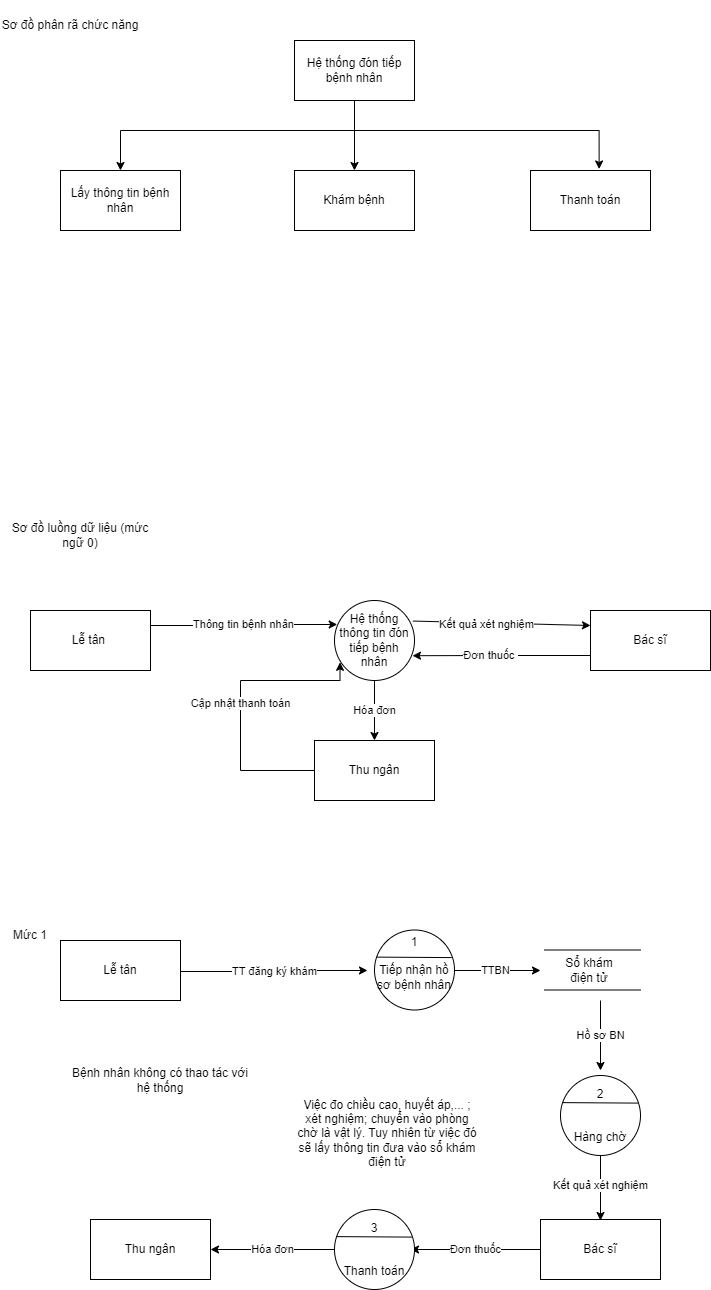 Sơ đồ phân rã chức năng
Hệ thống đón tiếp
bệnh nhân
Lấy thông tin bệnh
nhân
Khám bệnh
Thanh toán
Sơ đồ luồng dữ liệu (mức
ngữ 0)
Lễ tân
Thông tin bệnh nhân
Hệ thống
thông tin đón
tiếp bệnh
nhân
Kết quả xét nghiệm
Đơn thuốc
Bác sĩ
Cập nhật thanh toán
Hóa đơn
Thu ngân
Mức 1
Lễ tân
TT đăng ký khám
1
Tiếp nhận hồ
sơ bệnh nhân
TTBN
Sổ khám
điện tử
Hồ sơ BN
Bệnh nhân không có thao tác với
hệ thống
Việc đo chiều cao, huyết áp,... ;
xét nghiệm; chuyển vào phòng
chờ là vật lý. Tuy nhiên từ việc đó
sẽ lấy thông tin đưa vào sổ khám
điện tử
2
Hàng chờ
Kết quả xét nghiệm
Thu ngân
Hóa đơn
3
Thanh toán
Đơn thuốc
Bác sĩ